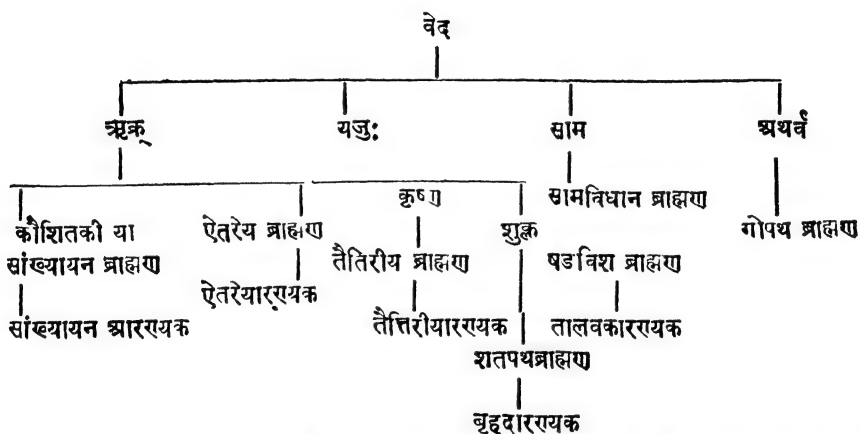 वेद
ऋक् यजुः साम अथर्व
कौशितकी या
सांख्यायन ब्राह्मण
सांख्यायन आरण्यक
ऐतरेय ब्राह्मण
ऐतरेयारण्यक
कृष्ण
तैतिरीय ब्राह्मण
तैत्तिरीयारण्यक
शुक्ल
शतपथब्राह्मण
बृहदारण्यक
सामविधान ब्राह्मण
षडविश ब्राह्मण
तालवकारण्यक
गोपथ ब्राह्मण